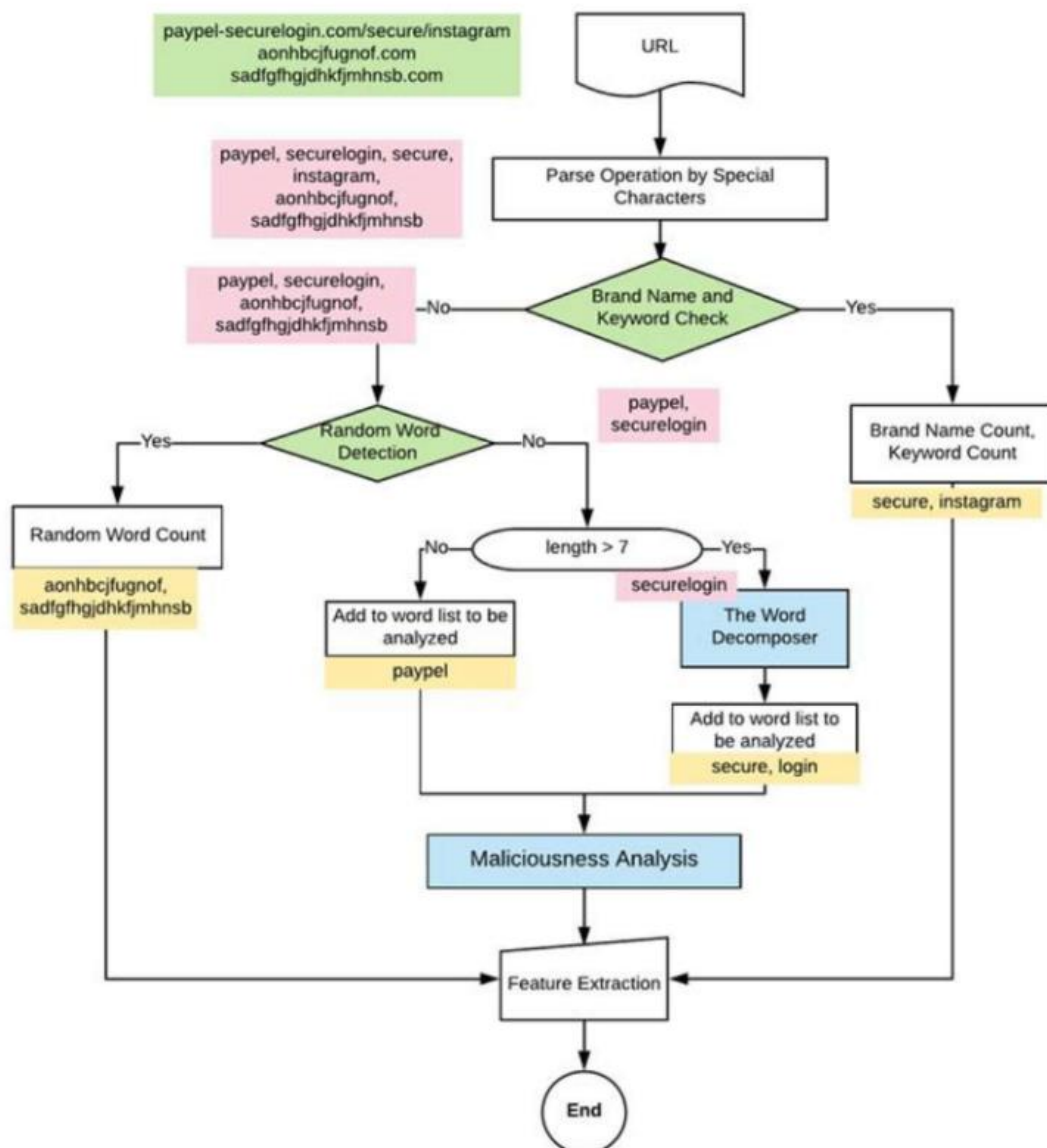 paypel-securelogin.com/secure/instagram
aonhbcjfugnof.com
sadfgfhgjdhkfjmhnsb.com
URL
paypel, securelogin, secure,
instagram,
aonhbcjfugnof,
sadfgfhgjdhkfjmhnsb
Parse Operation by Special
Characters
paypel, securelogin,
aonhbcjfugnof,
sadfgfhgjdhkfjmhnsb
No
Brand Name and
Keyword Check
Yes
paypel,
securelogin
Brand Name Count,
Keyword Count
secure, instagram
Yes
Random Word
Detection
No
Random Word Count
aonhbcjfugnof,
sadfgfhgjdhkfjmhnsb
No
length > 7
Yes
securelogin
Add to word list to be
analyzed
paypel
The Word
Decomposer
Add to word list to
be analyzed
secure, login
Maliciousness Analysis
Feature Extraction
End